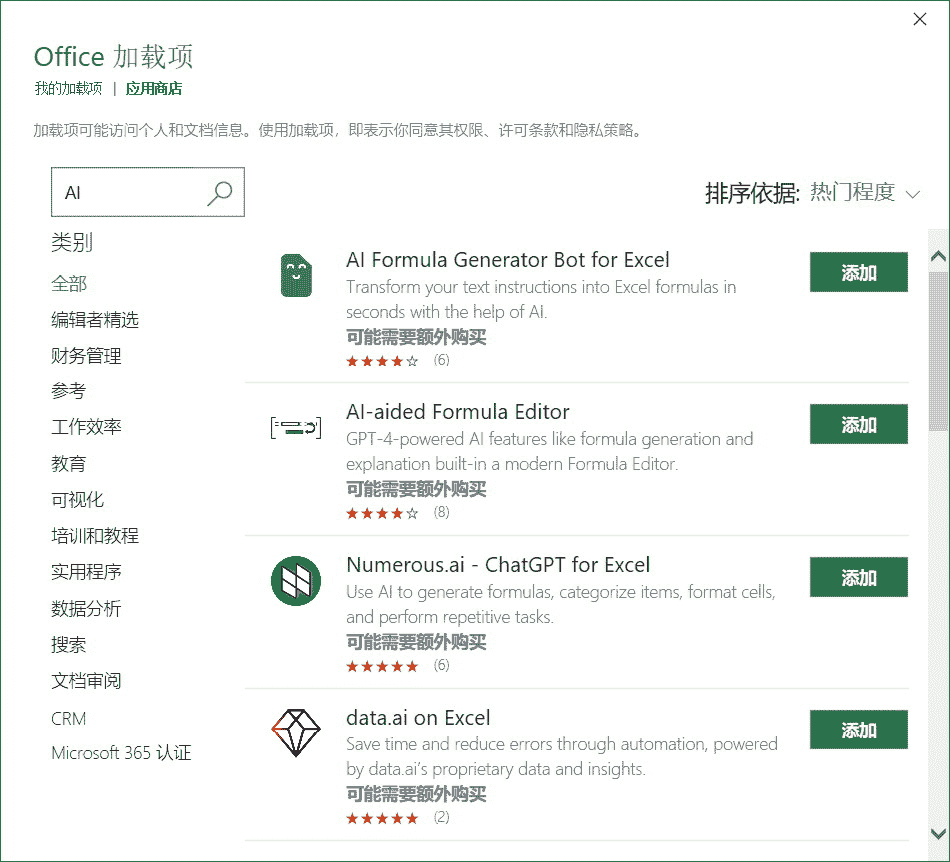 Office 加载项
我的加载项 | 应用商店
加载项可能访问个人和文档信息。使用加载项，即表示你同意其权限、许可条款和隐私策略。
AI
排序依据: 热门程度
类别
全部
编辑者精选
财务管理
参考
工作效率
教育
可视化
培训和教程
实用程序
数据分析
搜索
文档审阅
CRM
Microsoft 365 认证
AI Formula Generator Bot for Excel
添加
Transform your text instructions into Excel formulas in
seconds with the help of AI.
可能需要额外购买
★★★★☆ (6)
AI-aided Formula Editor
添加
GPT-4-powered AI features like formula generation and
explanation built-in a modern Formula Editor.
可能需要额外购买
★★★★☆ (8)
Numerous.ai - ChatGPT for Excel
添加
Use AI to generate formulas, categorize items, format cells,
and perform repetitive tasks.
可能需要额外购买
★★★★★ (6)
data.ai on Excel
添加
Save time and reduce errors through automation, powered
by data.ai’s proprietary data and insights.
可能需要额外购买
★★★★★ (2)